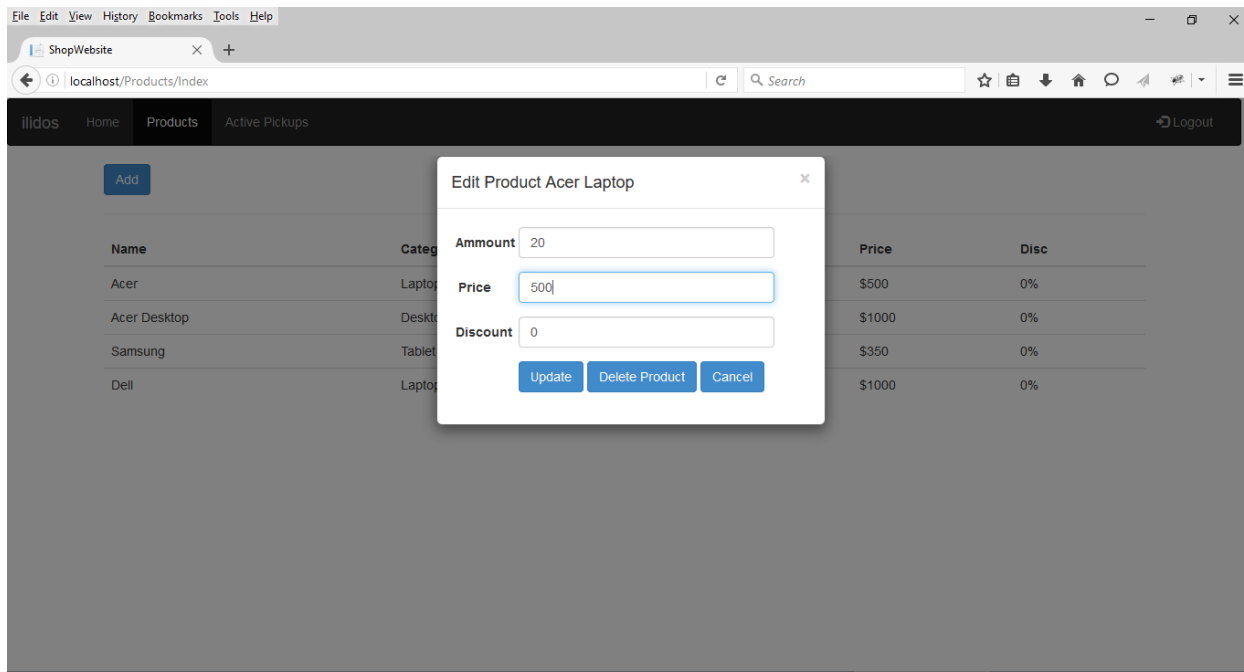 File Edit View History Bookmarks Tools Help
ShopWebsite
localhost/Products/Index
Search
ilidos Home Products Active Pickups Logout
Add
Edit Product Acer Laptop
Name Categ Price Disc
Acer Laptop $500 0%
Acer Desktop Deskto $1000 0%
Samsung Tablet $350 0%
Dell Laptop $1000 0%
Ammount 20
Price 500
Discount 0
Update Delete Product Cancel